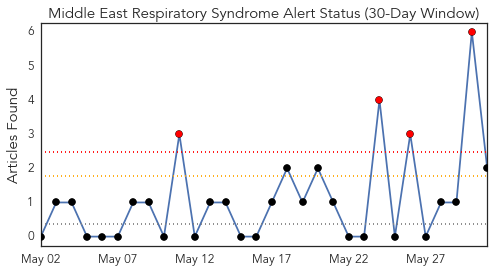 Middle East Respiratory Syndrome Alert Status (30-Day Window)
Articles Found
6
5
4
3
2
1
0
May 02 May 07 May 12 May 17 May 22 May 27